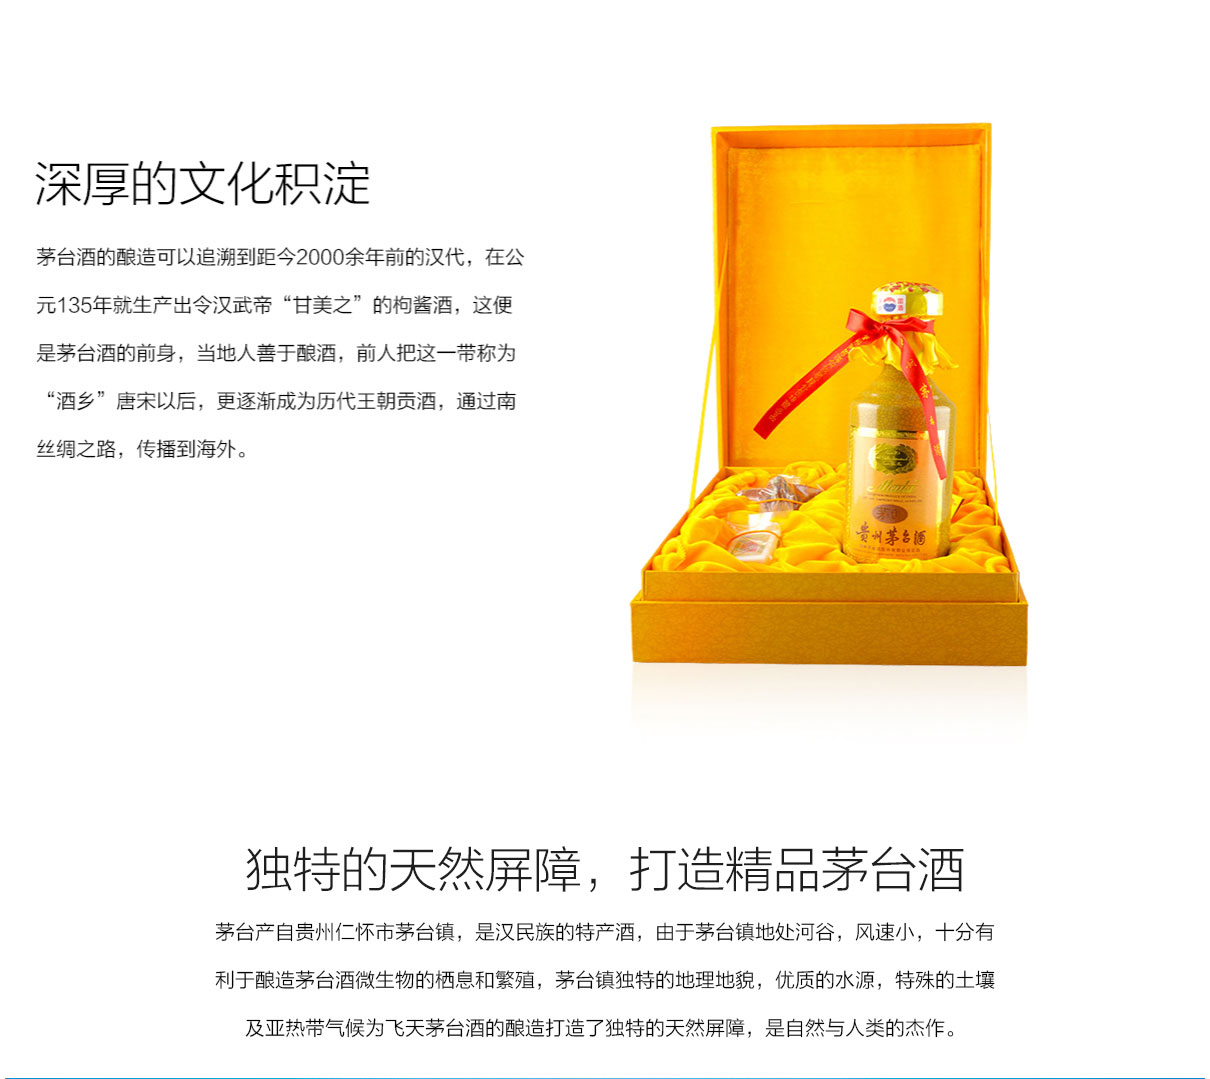 深厚的文化积淀
茅台酒的酿造可以追溯到距今2000余年前的汉代，在公
元135年就生产出令汉武帝“甘美之”的枸酱酒，这便
是茅台酒的前身，当地人善于酿酒，前人把这一带称为
“酒乡”唐宋以后，更逐渐成为历代王朝贡酒，通过南
丝绸之路，传播到海外。
贵州茅台酒
独特的天然屏障，打造精品茅台酒
茅台产自贵州仁怀市茅台镇，是汉民族的特产酒，由于茅台镇地处河谷，风速小，十分有
利于酿造茅台酒微生物的栖息和繁殖，茅台镇独特的地理地貌，优质的水源，特殊的土壤
及亚热带气候为飞天茅台酒的酿造打造了独特的天然屏障，是自然与人类的杰作。